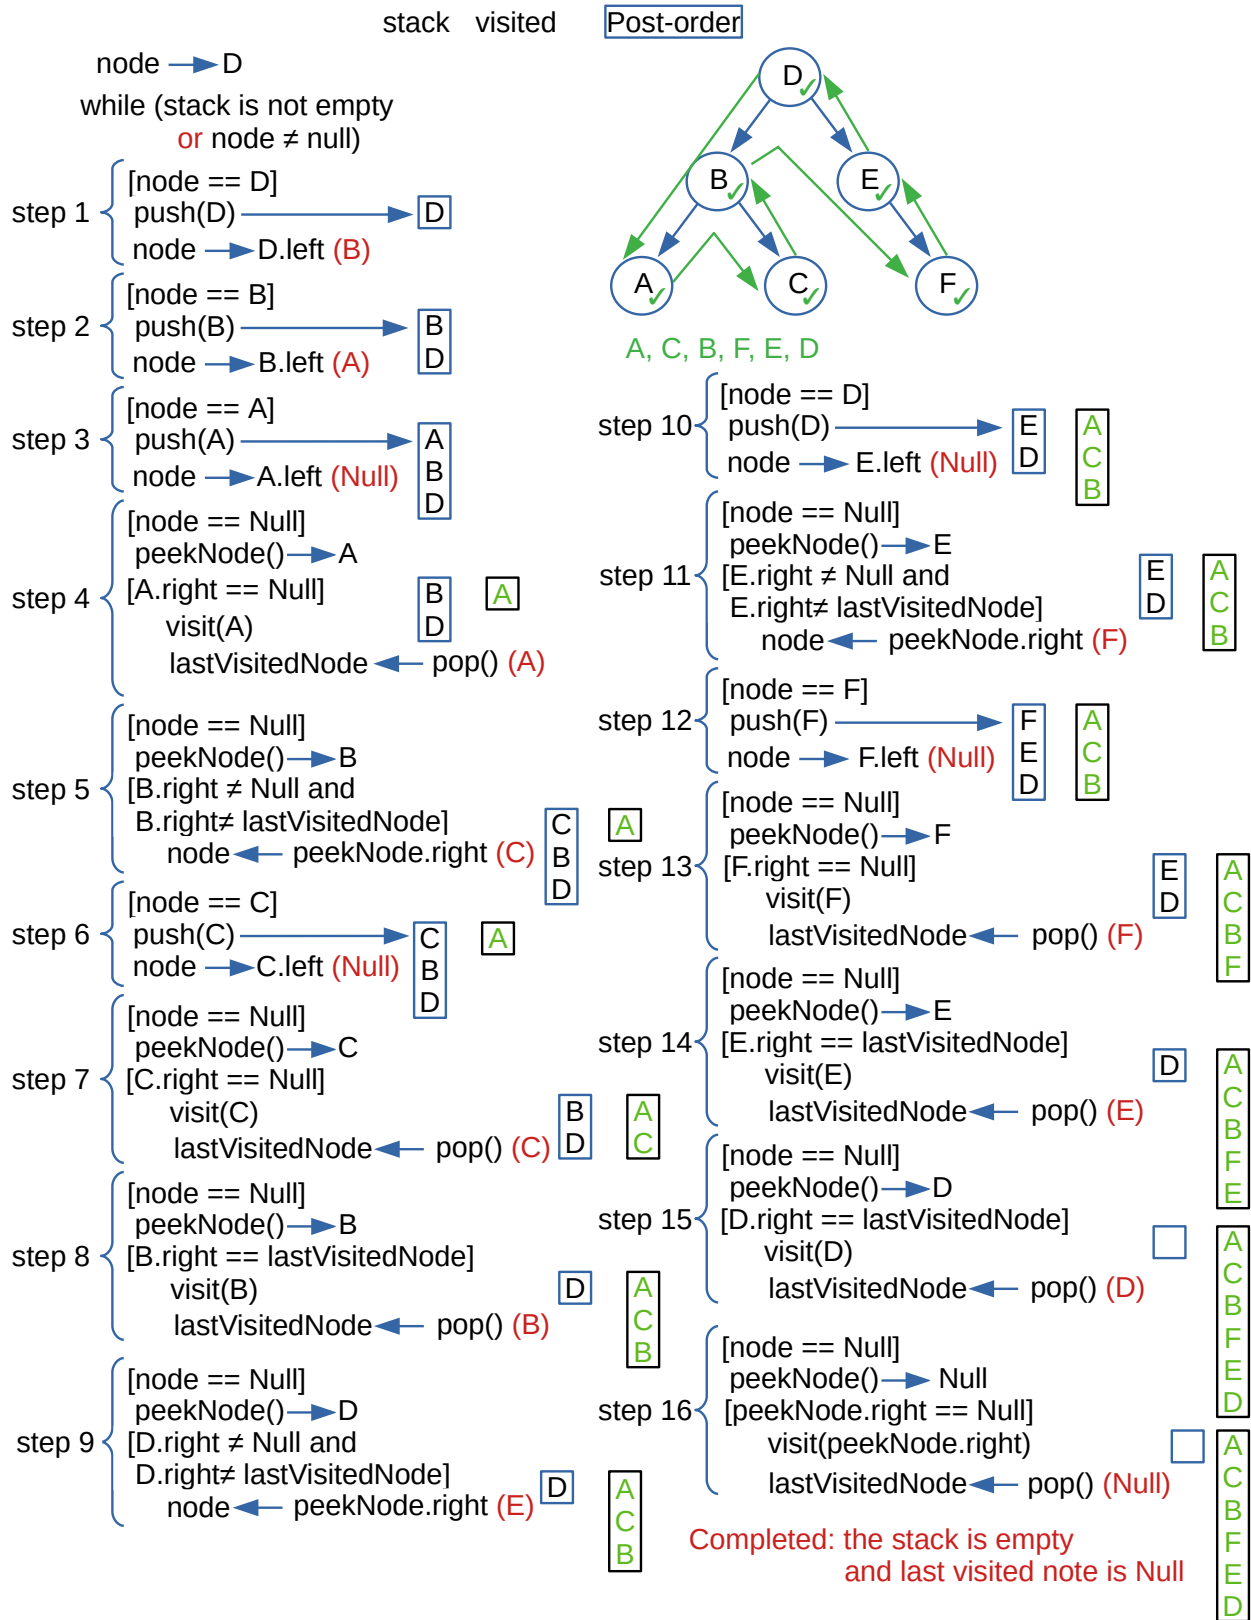 stack visited Post-order
node D
while (stack is not empty
or node ≠ null)
step 1
[node == D]
push(D)
D
node D.left (B)
step 2
[node == B]
push(B)
B
D
node B.left (A)
step 3
[node == A]
push(A)
A
B
D
node A.left (Null)
step 4
[node == Null]
peekNode() A
[A.right == Null]
visit(A)
lastVisitedNode pop() (A)
B
D
A
step 5
[node == Null]
peekNode() B
[B.right ≠ Null and
B.right≠ lastVisitedNode]
node peekNode.right (C)
C
B
D
A
step 6
[node == C]
push(C)
node C.left (Null)
C
B
D
A
step 7
[node == Null]
peekNode() C
[C.right == Null]
visit(C)
lastVisitedNode pop() (C)
B
D
A
C
step 8
[node == Null]
peekNode() B
[B.right == lastVisitedNode]
visit(B)
lastVisitedNode pop() (B)
D
A
C
B
step 9
[node == Null]
peekNode() D
[D.right ≠ Null and
D.right≠ lastVisitedNode]
node peekNode.right (E)
D
A
C
B
D
B E
A C F
A, C, B, F, E, D
step 10
[node == D]
push(D)
node E.left (Null)
E
D
A
C
B
step 11
[node == Null]
peekNode() E
[E.right ≠ Null and
E.right≠ lastVisitedNode]
node peekNode.right (F)
E
D
A
C
B
step 12
[node == F]
push(F)
node F.left (Null)
F
E
D
A
C
B
step 13
[node == Null]
peekNode() F
[F.right == Null]
visit(F)
lastVisitedNode pop() (F)
E
D
A
C
B
F
step 14
[node == Null]
peekNode() E
[E.right == lastVisitedNode]
visit(E)
lastVisitedNode pop() (E)
D
A
C
B
F
E
step 15
[node == Null]
peekNode() D
[D.right == lastVisitedNode]
visit(D)
lastVisitedNode pop() (D)
A
C
B
F
E
D
step 16
[node == Null]
peekNode() Null
[peekNode.right == Null]
visit(peekNode.right)
lastVisitedNode pop() (Null)
A
C
B
F
E
D
Completed: the stack is empty
and last visited note is Null